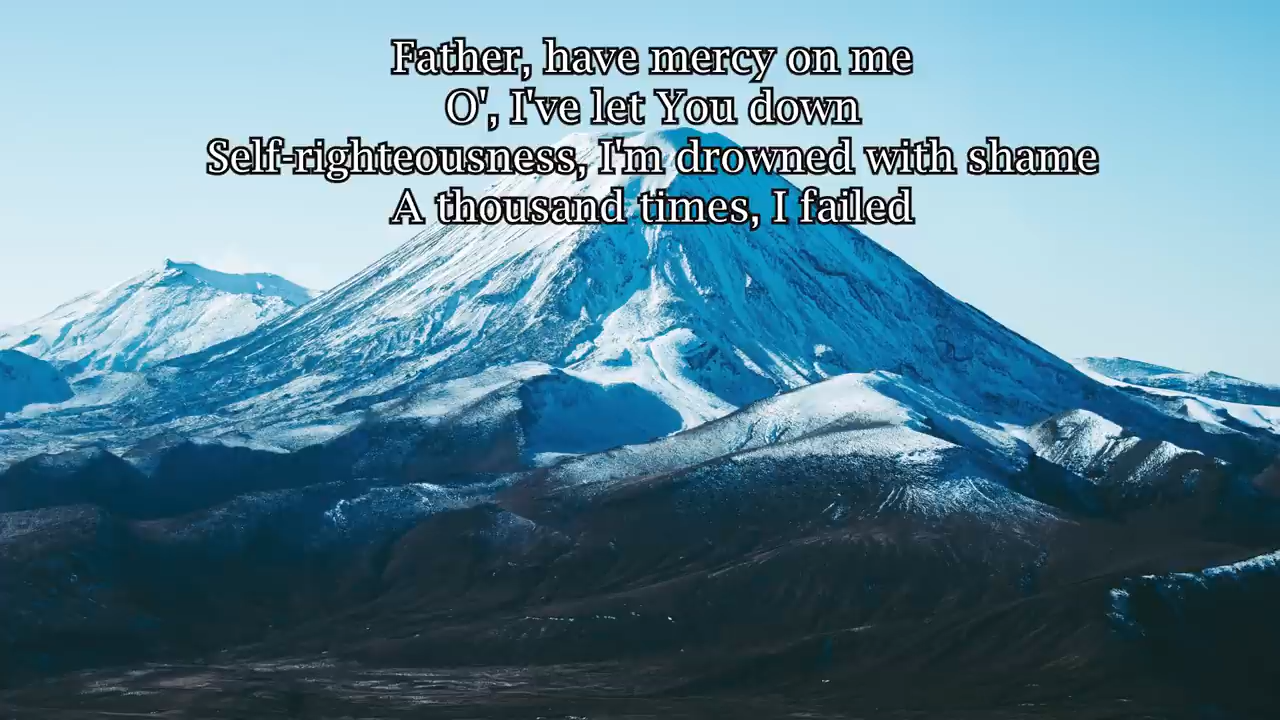 Father, have mercy on me
O', I've let You down
Self-righteousness, I'm drowned with shame
A thousand times, I failed